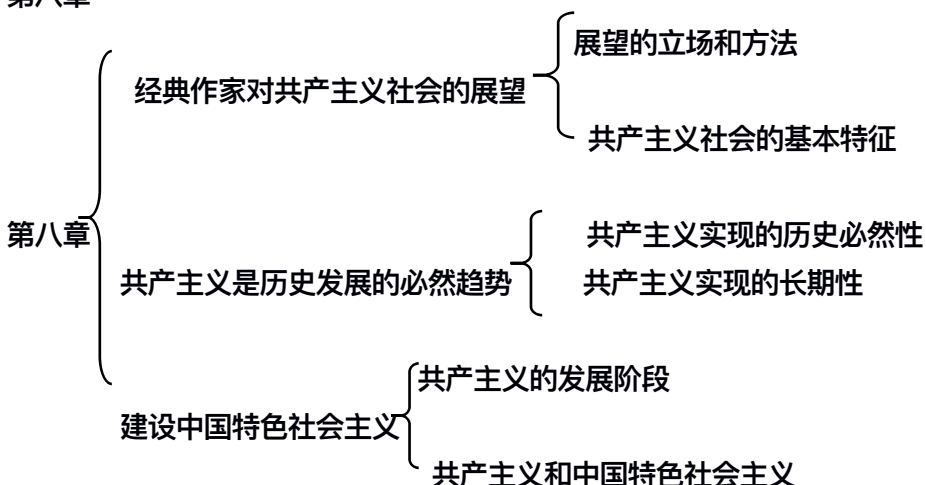 第八章
展望的立场和方法
经典作家对共产主义社会的展望
共产主义社会的基本特征
第八章
共产主义实现的历史必然性
共产主义是历史发展的必然趋势
共产主义实现的长期性
共产主义的发展阶段
建设中国特色社会主义
共产主义和中国特色社会主义